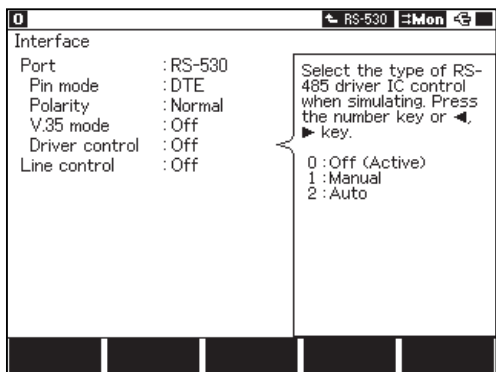 0 RS-530 Mon
Interface
Port :RS-530
Pin mode :DTE
Polarity :Normal
V.35 mode :Off
Driver control :Off
Line control :Off
Select the type of RS-
485 driver IC control
when simulating. Press
the number key or ◄,
► key.
0 :Off (Active)
1 :Manual
2 :Auto